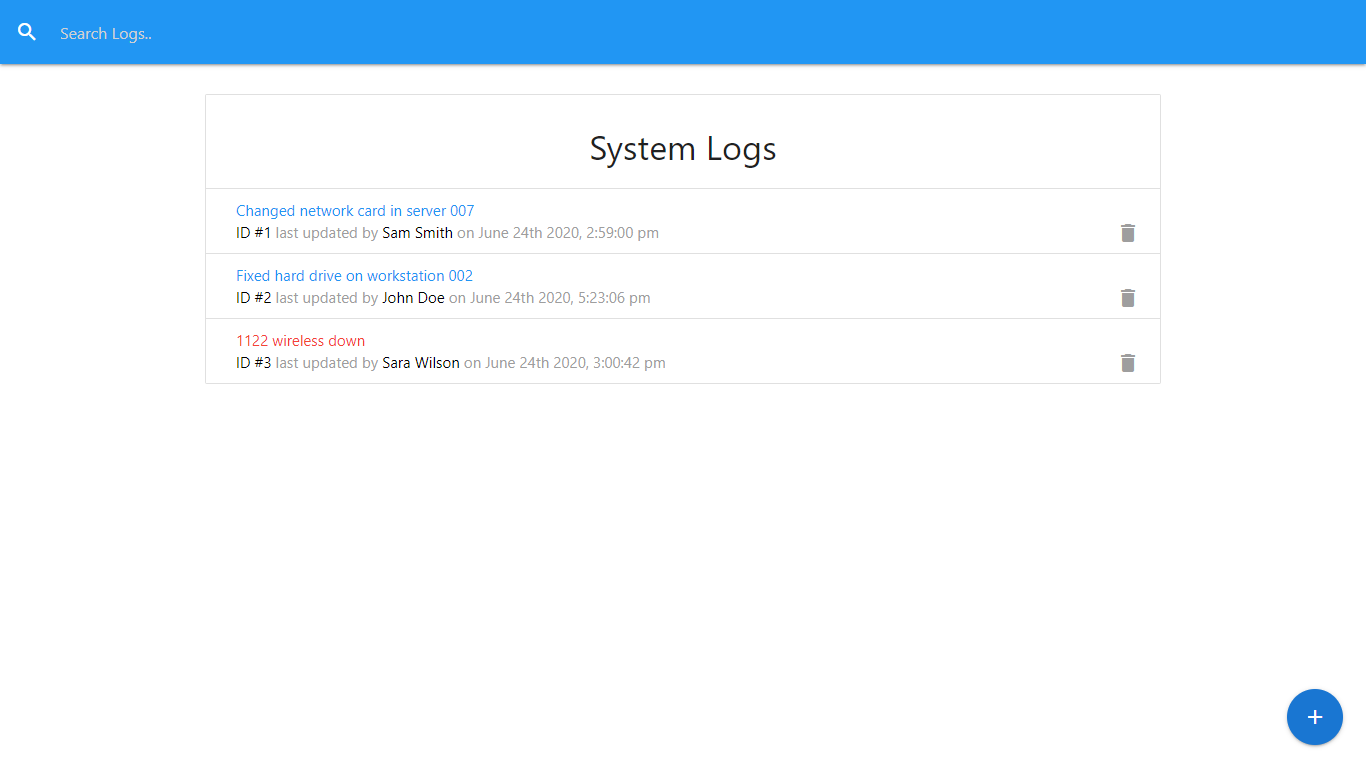 Search Logs..
System Logs
Changed network card in server 007
ID #1 last updated by Sam Smith on June 24th 2020, 2:59:00 pm
Fixed hard drive on workstation 002
ID #2 last updated by John Doe on June 24th 2020, 5:23:06 pm
1122 wireless down
ID #3 last updated by Sara Wilson on June 24th 2020, 3:00:42 pm